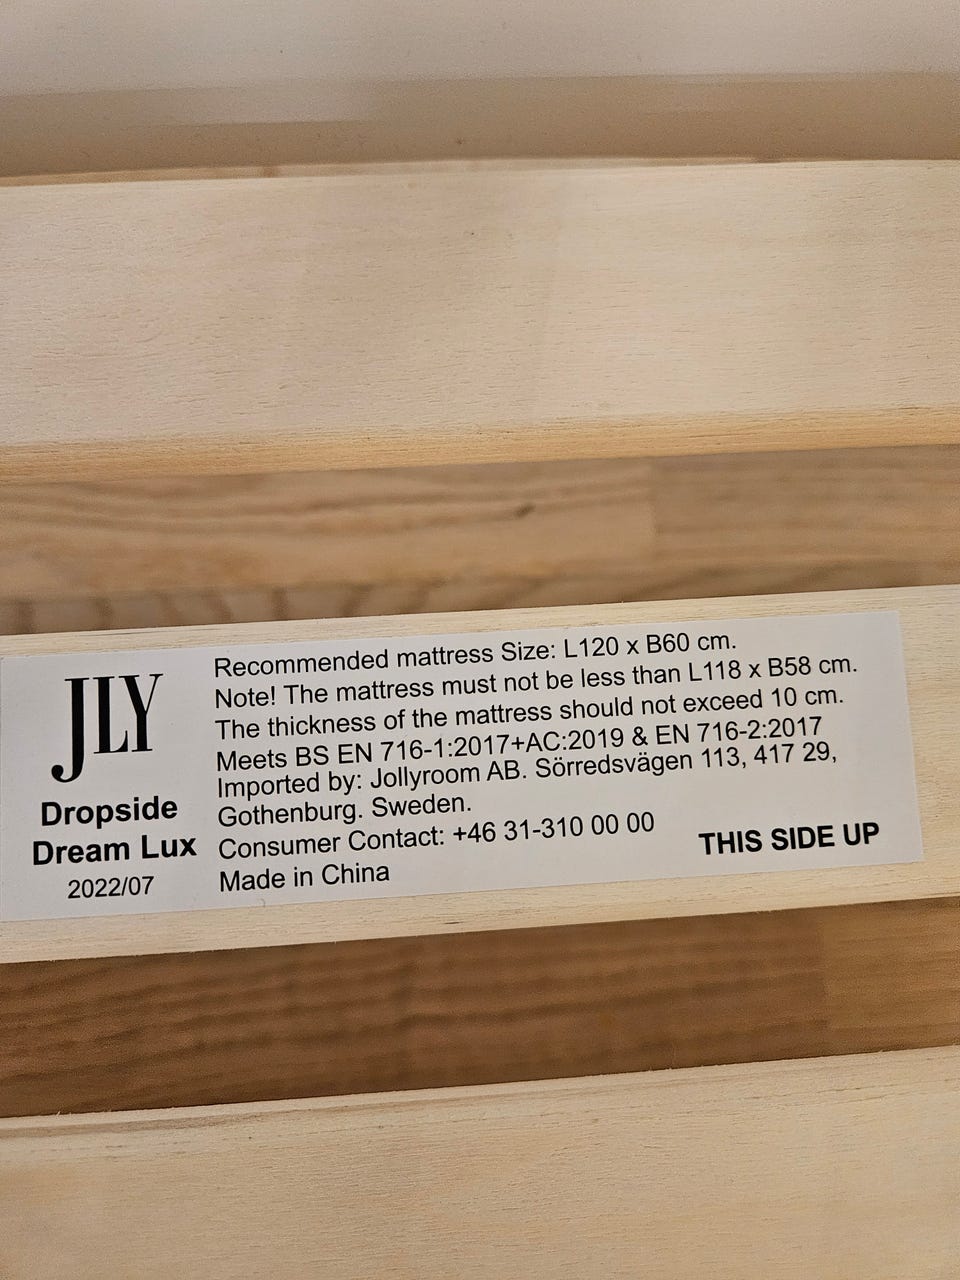 JLY
Dropside
Dream Lux
2022/07
Recommended mattress Size: L120 x B60 cm.
Note! The mattress must not be less than L118 x B58 cm.
The thickness of the mattress should not exceed 10 cm.
Meets BS EN 716-1:2017+AC:2019 & EN 716-2:2017
Imported by: Jollyroom AB. Sörredsvägen 113, 417 29,
Gothenburg. Sweden.
Consumer Contact: +46 31-310 00 00
Made in China
THIS SIDE UP